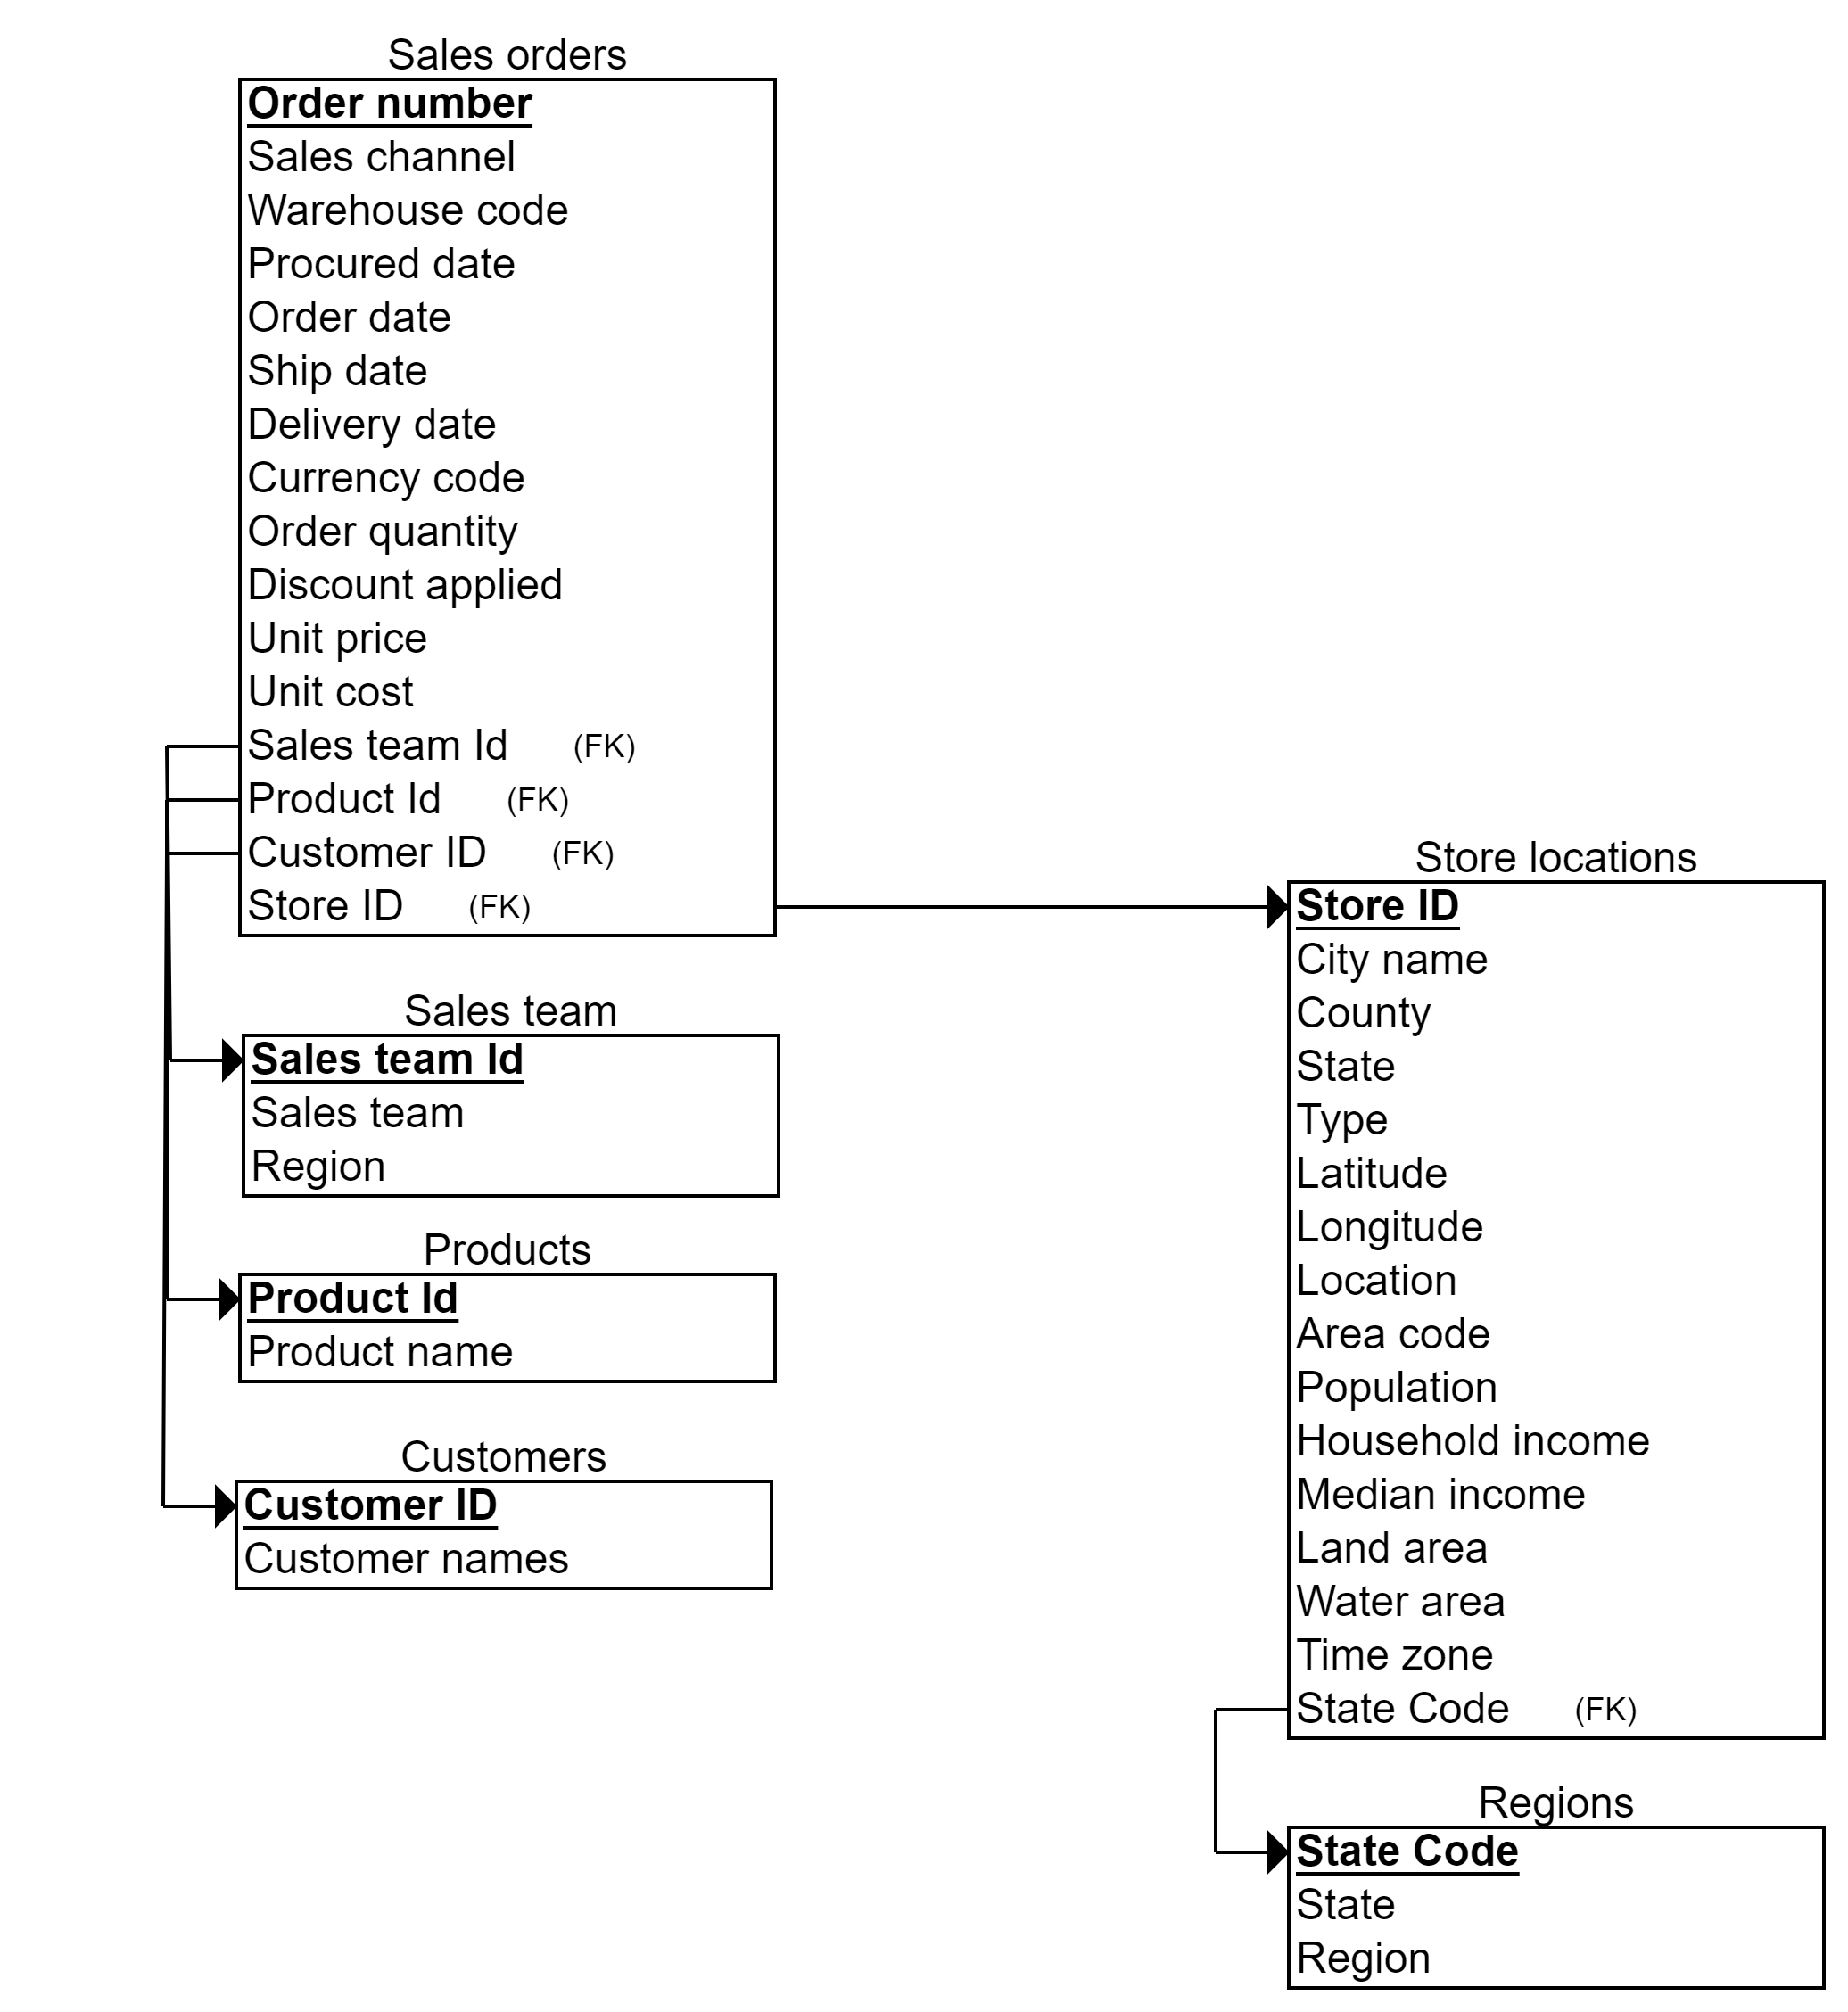 Sales orders
Order number
Sales channel
Warehouse code
Procured date
Order date
Ship date
Delivery date
Currency code
Order quantity
Discount applied
Unit price
Unit cost
Sales team Id (FK)
Product Id (FK)
Customer ID (FK)
Store ID (FK)
Sales team
Sales team Id
Sales team
Region
Products
Product Id
Product name
Customers
Customer ID
Customer names
Store locations
Store ID
City name
County
State
Type
Latitude
Longitude
Location
Area code
Population
Household income
Median income
Land area
Water area
Time zone
State Code (FK)
Regions
State Code
State
Region